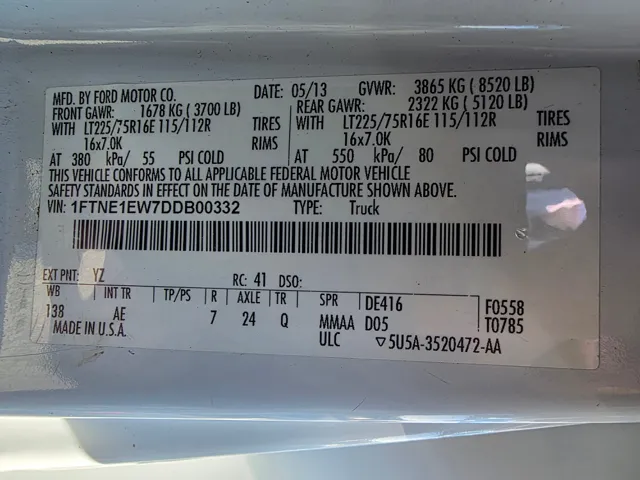 MFD. BY FORD MOTOR CO. DATE: 05/13 GVWR: 3865 KG ( 8520 LB)
FRONT GAWR: 1678 KG ( 3700 LB) REAR GAWR: 2322 KG ( 5120 LB)
WITH LT225/75R16E 115/112R TIRES WITH LT225/75R16E 115/112R TIRES
16x7.0K RIMS 16x7.0K RIMS
AT 380 kPa/ 55 PSI COLD AT 550 kPa/ 80 PSI COLD
THIS VEHICLE CONFORMS TO ALL APPLICABLE FEDERAL MOTOR VEHICLE
SAFETY STANDARDS IN EFFECT ON THE DATE OF MANUFACTURE SHOWN ABOVE.
VIN: 1FTNE1EW7DDB00332 TYPE: Truck
EXT PNT: YZ RC: 41 DSO:
WB INT TR TP/PS R AXLE TR SPR DE416 F0558
138 AE 7 24 Q MMAA D05 T0785
MADE IN U.S.A. ULC ▽5U5A-3520472-AA